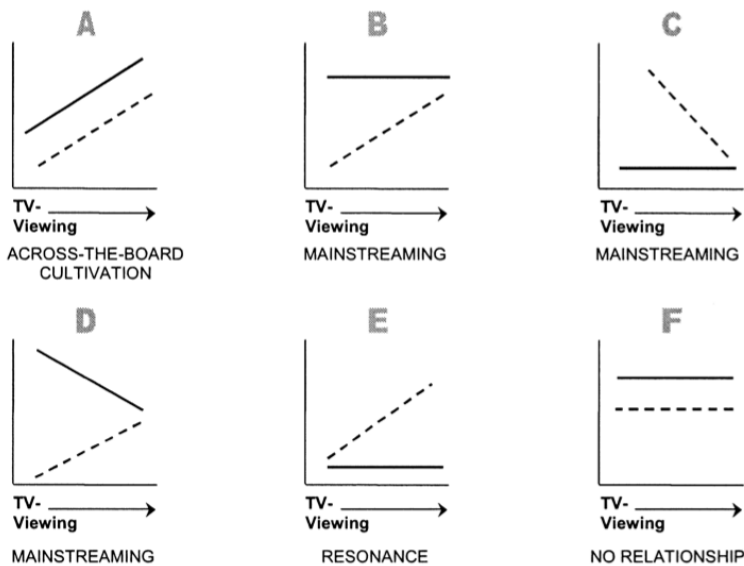 A B C
TV-
Viewing
TV-
Viewing
TV-
Viewing
ACROSS-THE-BOARD
CULTIVATION
MAINSTREAMING
MAINSTREAMING
D E F
TV-
Viewing
TV-
Viewing
TV-
Viewing
MAINSTREAMING
RESONANCE
NO RELATIONSHIP